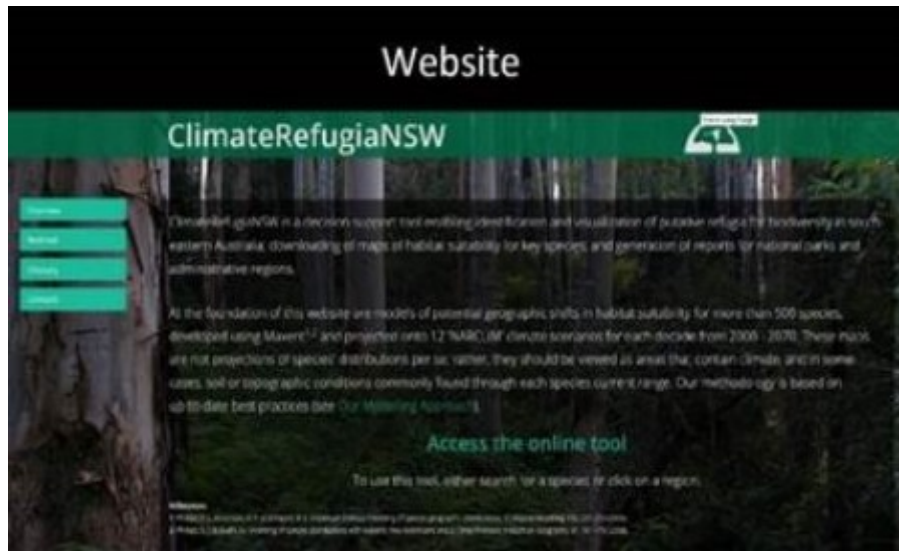 Website
ClimateRefugiaNSW
Overview
Methods
Glossary
Contacts
ClimateRefugiaNSW is a decision support tool enabling identification and visualization of putative refugia for biodiversity in south
eastern Australia; downloading of maps of habitat suitability for key species; and generation of reports for national parks and
administrative regions.
At the foundation of this website are models of potential geographic shifts in habitat suitability for more than 500 species,
developed using Maxent and projected onto 12 'NARCliM' climate scenarios for each decade from 2000 - 2070. These maps
are not projections of species' distributions per se; rather, they should be viewed as areas that contain climate, and in some
cases, soil or topographic conditions commonly found through each species current range. Our methodology is based on
up-to-date best practices (see Our Modelling Approach).
Access the online tool
To use this tool, either search for a species or click on a region.
References